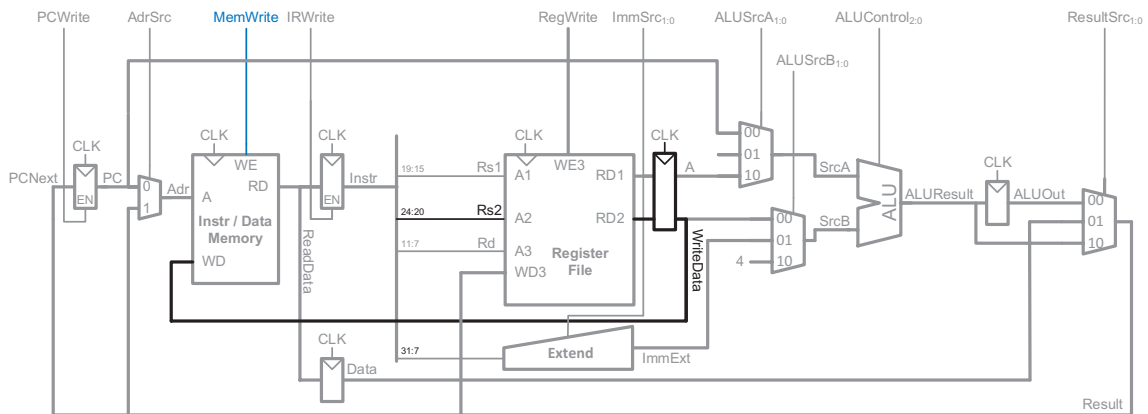 PCWrite AdrSrc MemWrite IRWrite RegWrite ImmSrc1:0 ALUSrcA1:0 ALUControl2:0 ResultSrc1:0
ALUSrcB1:0
CLK CLK CLK CLK CLK CLK
PCNext PC EN
0
1
Adr
A WE RD
Instr / Data
Memory
WD
EN Instr
ReadData
19:15 Rs1 A1 WE3 RD1
24:20 Rs2 A2 RD2
11:7 Rd A3 Register
File
WD3
A
WriteData
00
01
10
00
01
4 10
SrcA
SrcB
ALU
ALUResult
ALUOut
00
01
10
31:7 Extend ImmExt
CLK
Data
Result